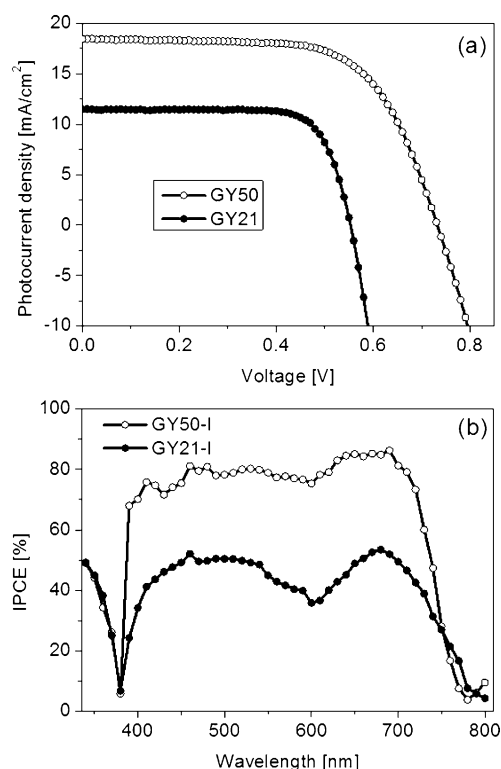 20
15
10
5
0
-5
-10
Photocurrent density [mA/cm²]
(a)
GY50
GY21
0.0 0.2 0.4 0.6 0.8
Voltage [V]
100
80
60
40
20
0
IPCE [%]
(b)
GY50-I
GY21-I
400 500 600 700 800
Wavelength [nm]